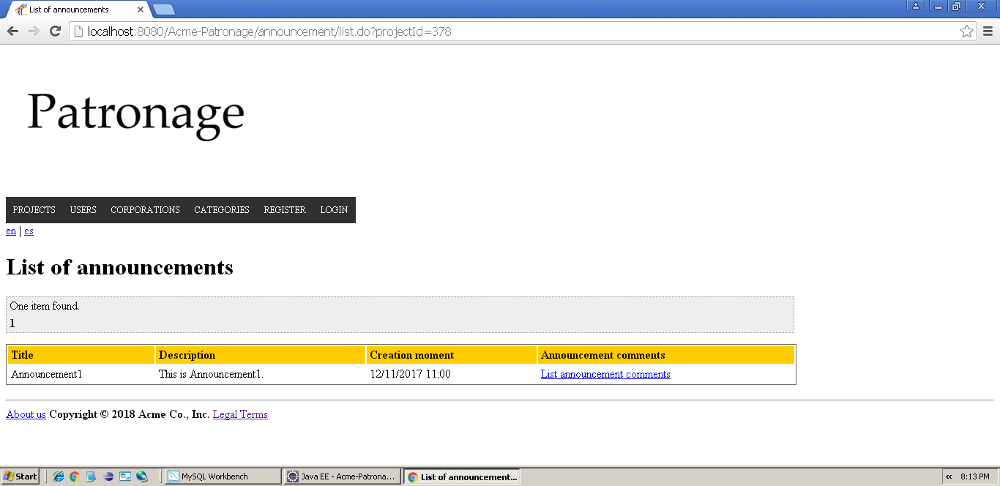 List of announcements
localhost:8080/Acme-Patronage/announcement/list.do?projectId=378
Patronage
PROJECTS USERS CORPORATIONS CATEGORIES REGISTER LOGIN
en | es
List of announcements
One item found.
1
Title Description Creation moment Announcement comments
Announcement1 This is Announcement1. 12/11/2017 11:00 List announcement comments
About us Copyright © 2018 Acme Co., Inc. Legal Terms
Start MySQL Workbench Java EE - Acme-Patrona... List of announcement... « 8:13 PM